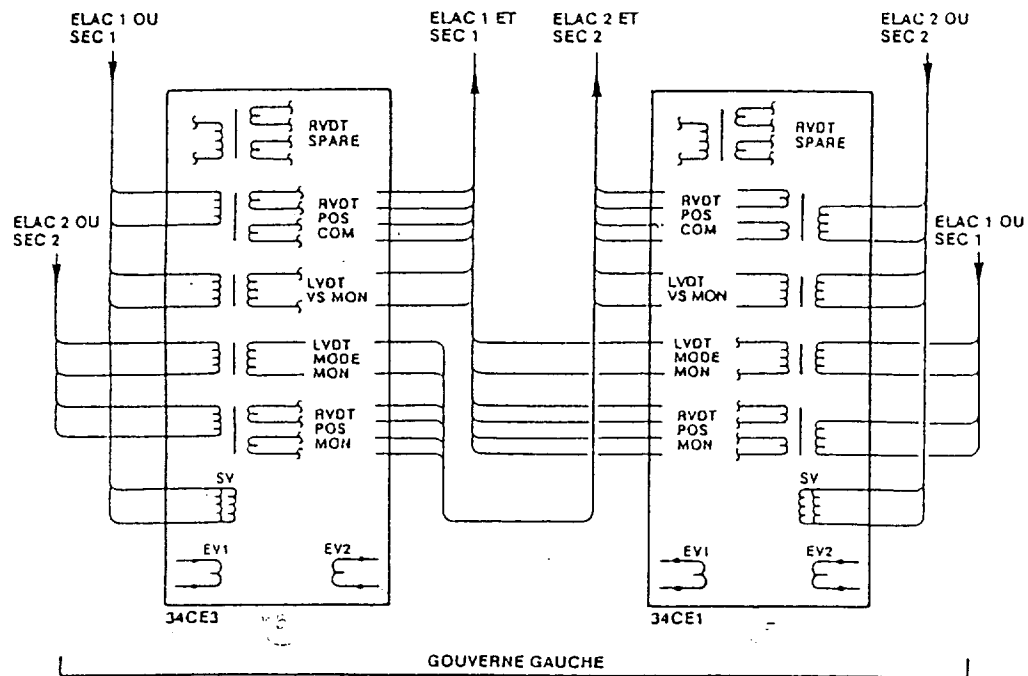 ELAC 1 OU
SEC 1
ELAC 1 ET
SEC 1
ELAC 2 ET
SEC 2
ELAC 2 OU
SEC 2
RVDT
SPARE
RVDT
SPARE
ELAC 2 OU
SEC 2
RVDT
POS
COM
RVDT
POS
COM
ELAC 1 OU
SEC 1
LVDT
VS MON
LVDT
VS MON
LVDT
MODE
MON
LVDT
MODE
MON
RVDT
POS
MON
RVDT
POS
MON
SV
SV
EV1
EV2
EV1
EV2
34CE3
34CE1
GOUVERNE GAUCHE